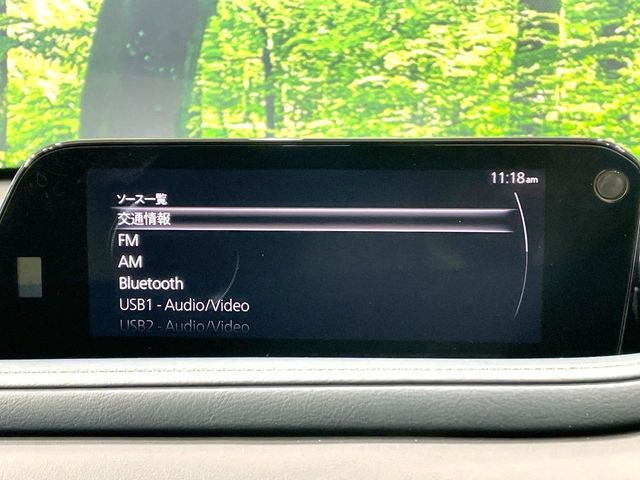 11:18am
ソース一覧
交通情報
FM
AM
Bluetooth
USB1 - Audio/Video
USB2 - Audio/Video